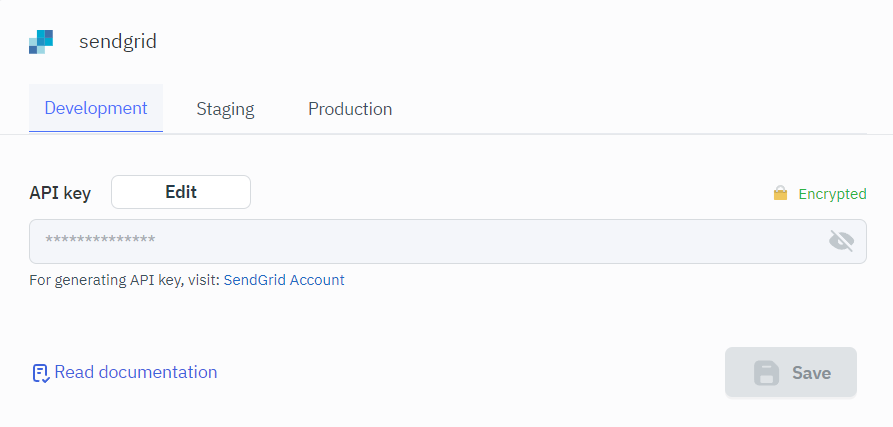 sendgrid
Development Staging Production
API key Edit Encrypted
**************
For generating API key, visit: SendGrid Account
Read documentation Save